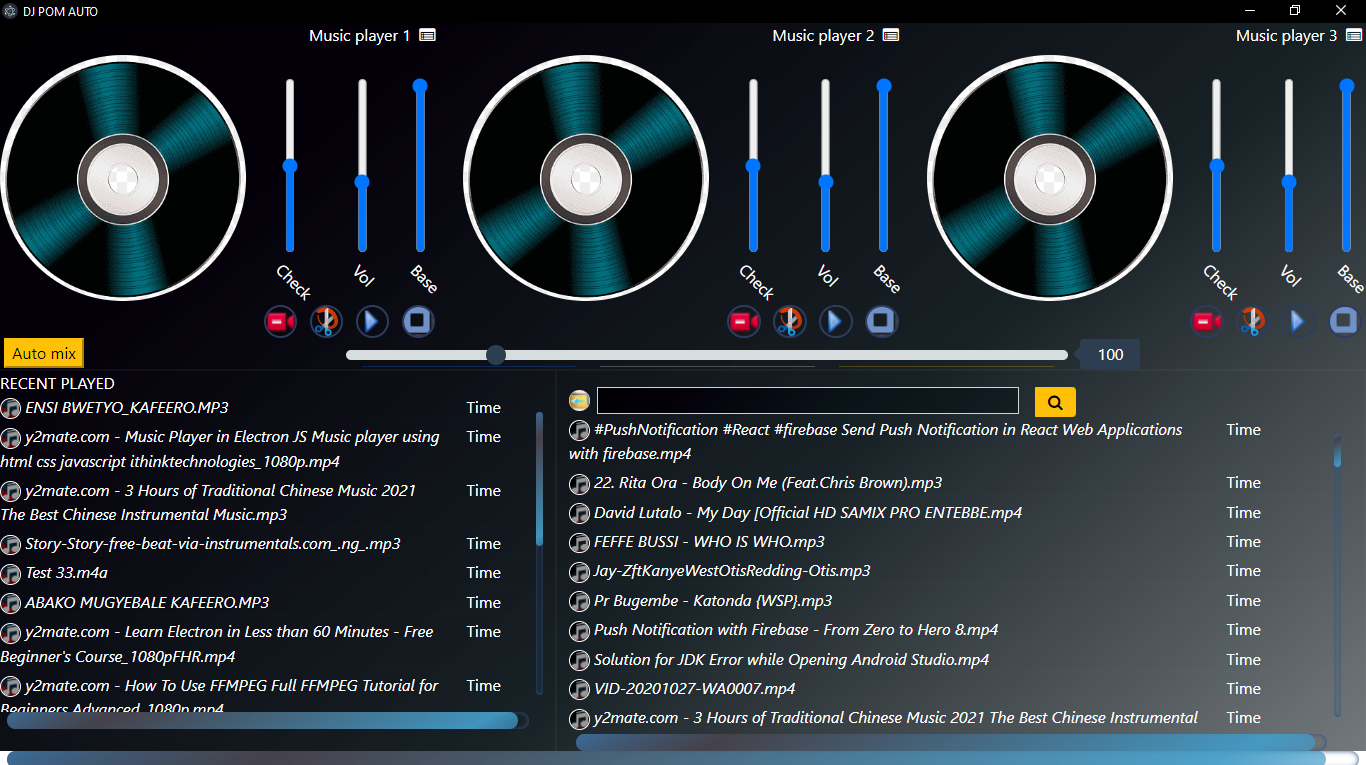 DJ POM AUTO
Music player 1
Music player 2
Music player 3
Check
Vol
Base
Check
Vol
Base
Check
Vol
Base
Auto mix
100
RECENT PLAYED
ENSI BWETYO_KAFEERO.MP3 Time
y2mate.com - Music Player in Electron JS Music player using Time
html css javascript ithinktechnologies_1080p.mp4
y2mate.com - 3 Hours of Traditional Chinese Music 2021 Time
The Best Chinese Instrumental Music.mp3
Story-Story-free-beat-via-instrumentals.com_.ng_.mp3 Time
Test 33.m4a Time
ABAKO MUGYEBALE KAFEERO.MP3 Time
y2mate.com - Learn Electron in Less than 60 Minutes - Free Time
Beginner's Course_1080pFHR.mp4
y2mate.com - How To Use FFMPEG Full FFMPEG Tutorial for Time
Beginners Advanced_1080p.mp4
#PushNotification #React #firebase Send Push Notification in React Web Applications Time
with firebase.mp4
22. Rita Ora - Body On Me (Feat.Chris Brown).mp3 Time
David Lutalo - My Day [Official HD SAMIX PRO ENTEBBE.mp4 Time
FEFFE BUSSI - WHO IS WHO.mp3 Time
Jay-ZftKanyeWestOtisRedding-Otis.mp3 Time
Pr Bugembe - Katonda {WSP}.mp3 Time
Push Notification with Firebase - From Zero to Hero 8.mp4 Time
Solution for JDK Error while Opening Android Studio.mp4 Time
VID-20201027-WA0007.mp4 Time
y2mate.com - 3 Hours of Traditional Chinese Music 2021 The Best Chinese Instrumental Time